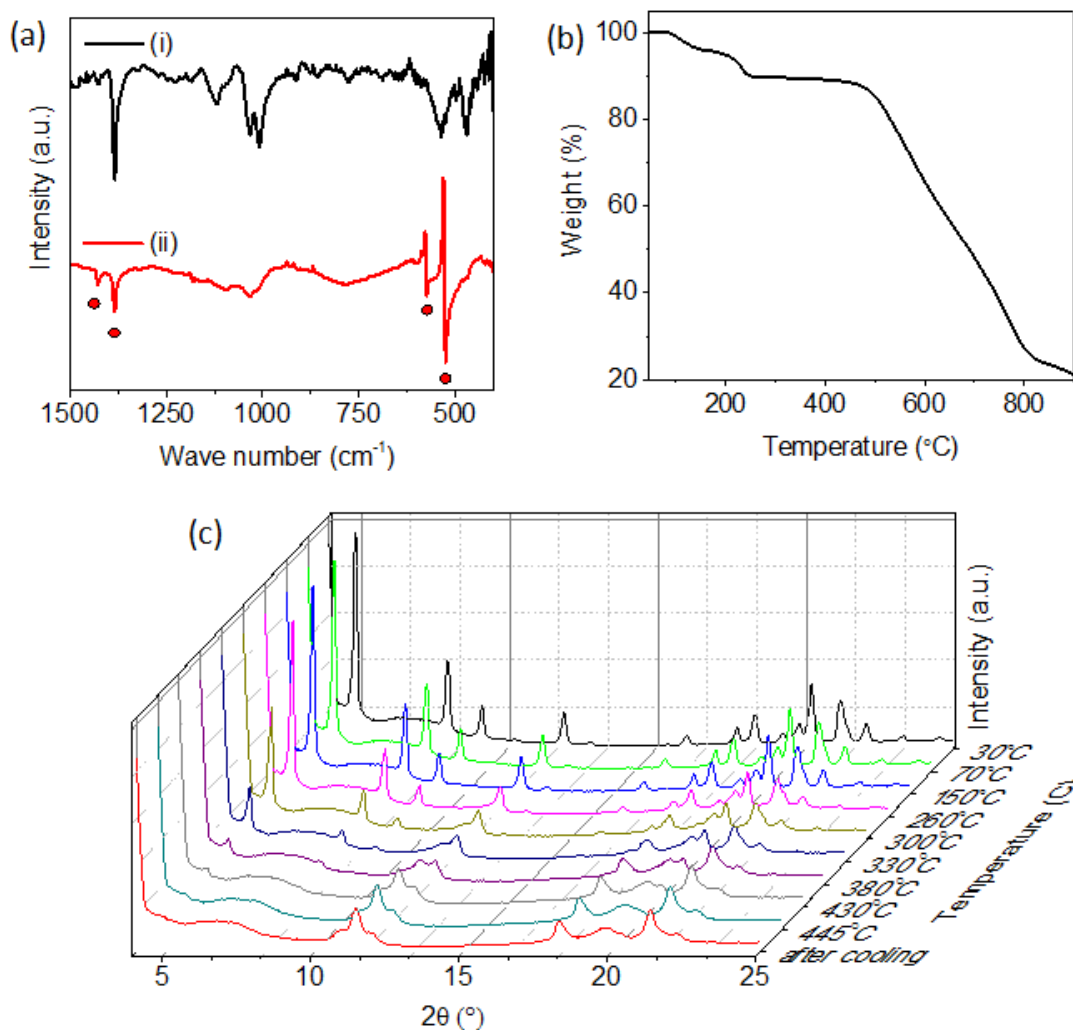 (a)
(i)
(ii)
Intensity (a.u.)
1500 1250 1000 750 500
Wave number (cm⁻¹)
(b)
100
80
60
40
20
Weight (%)
200 400 600 800
Temperature (°C)
(c)
Intensity (a.u.)
30°C
70°C
150°C
260°C
300°C
330°C
380°C
430°C
445°C
after cooling
Temperature (C)
5 10 15 20 25
2θ (°)